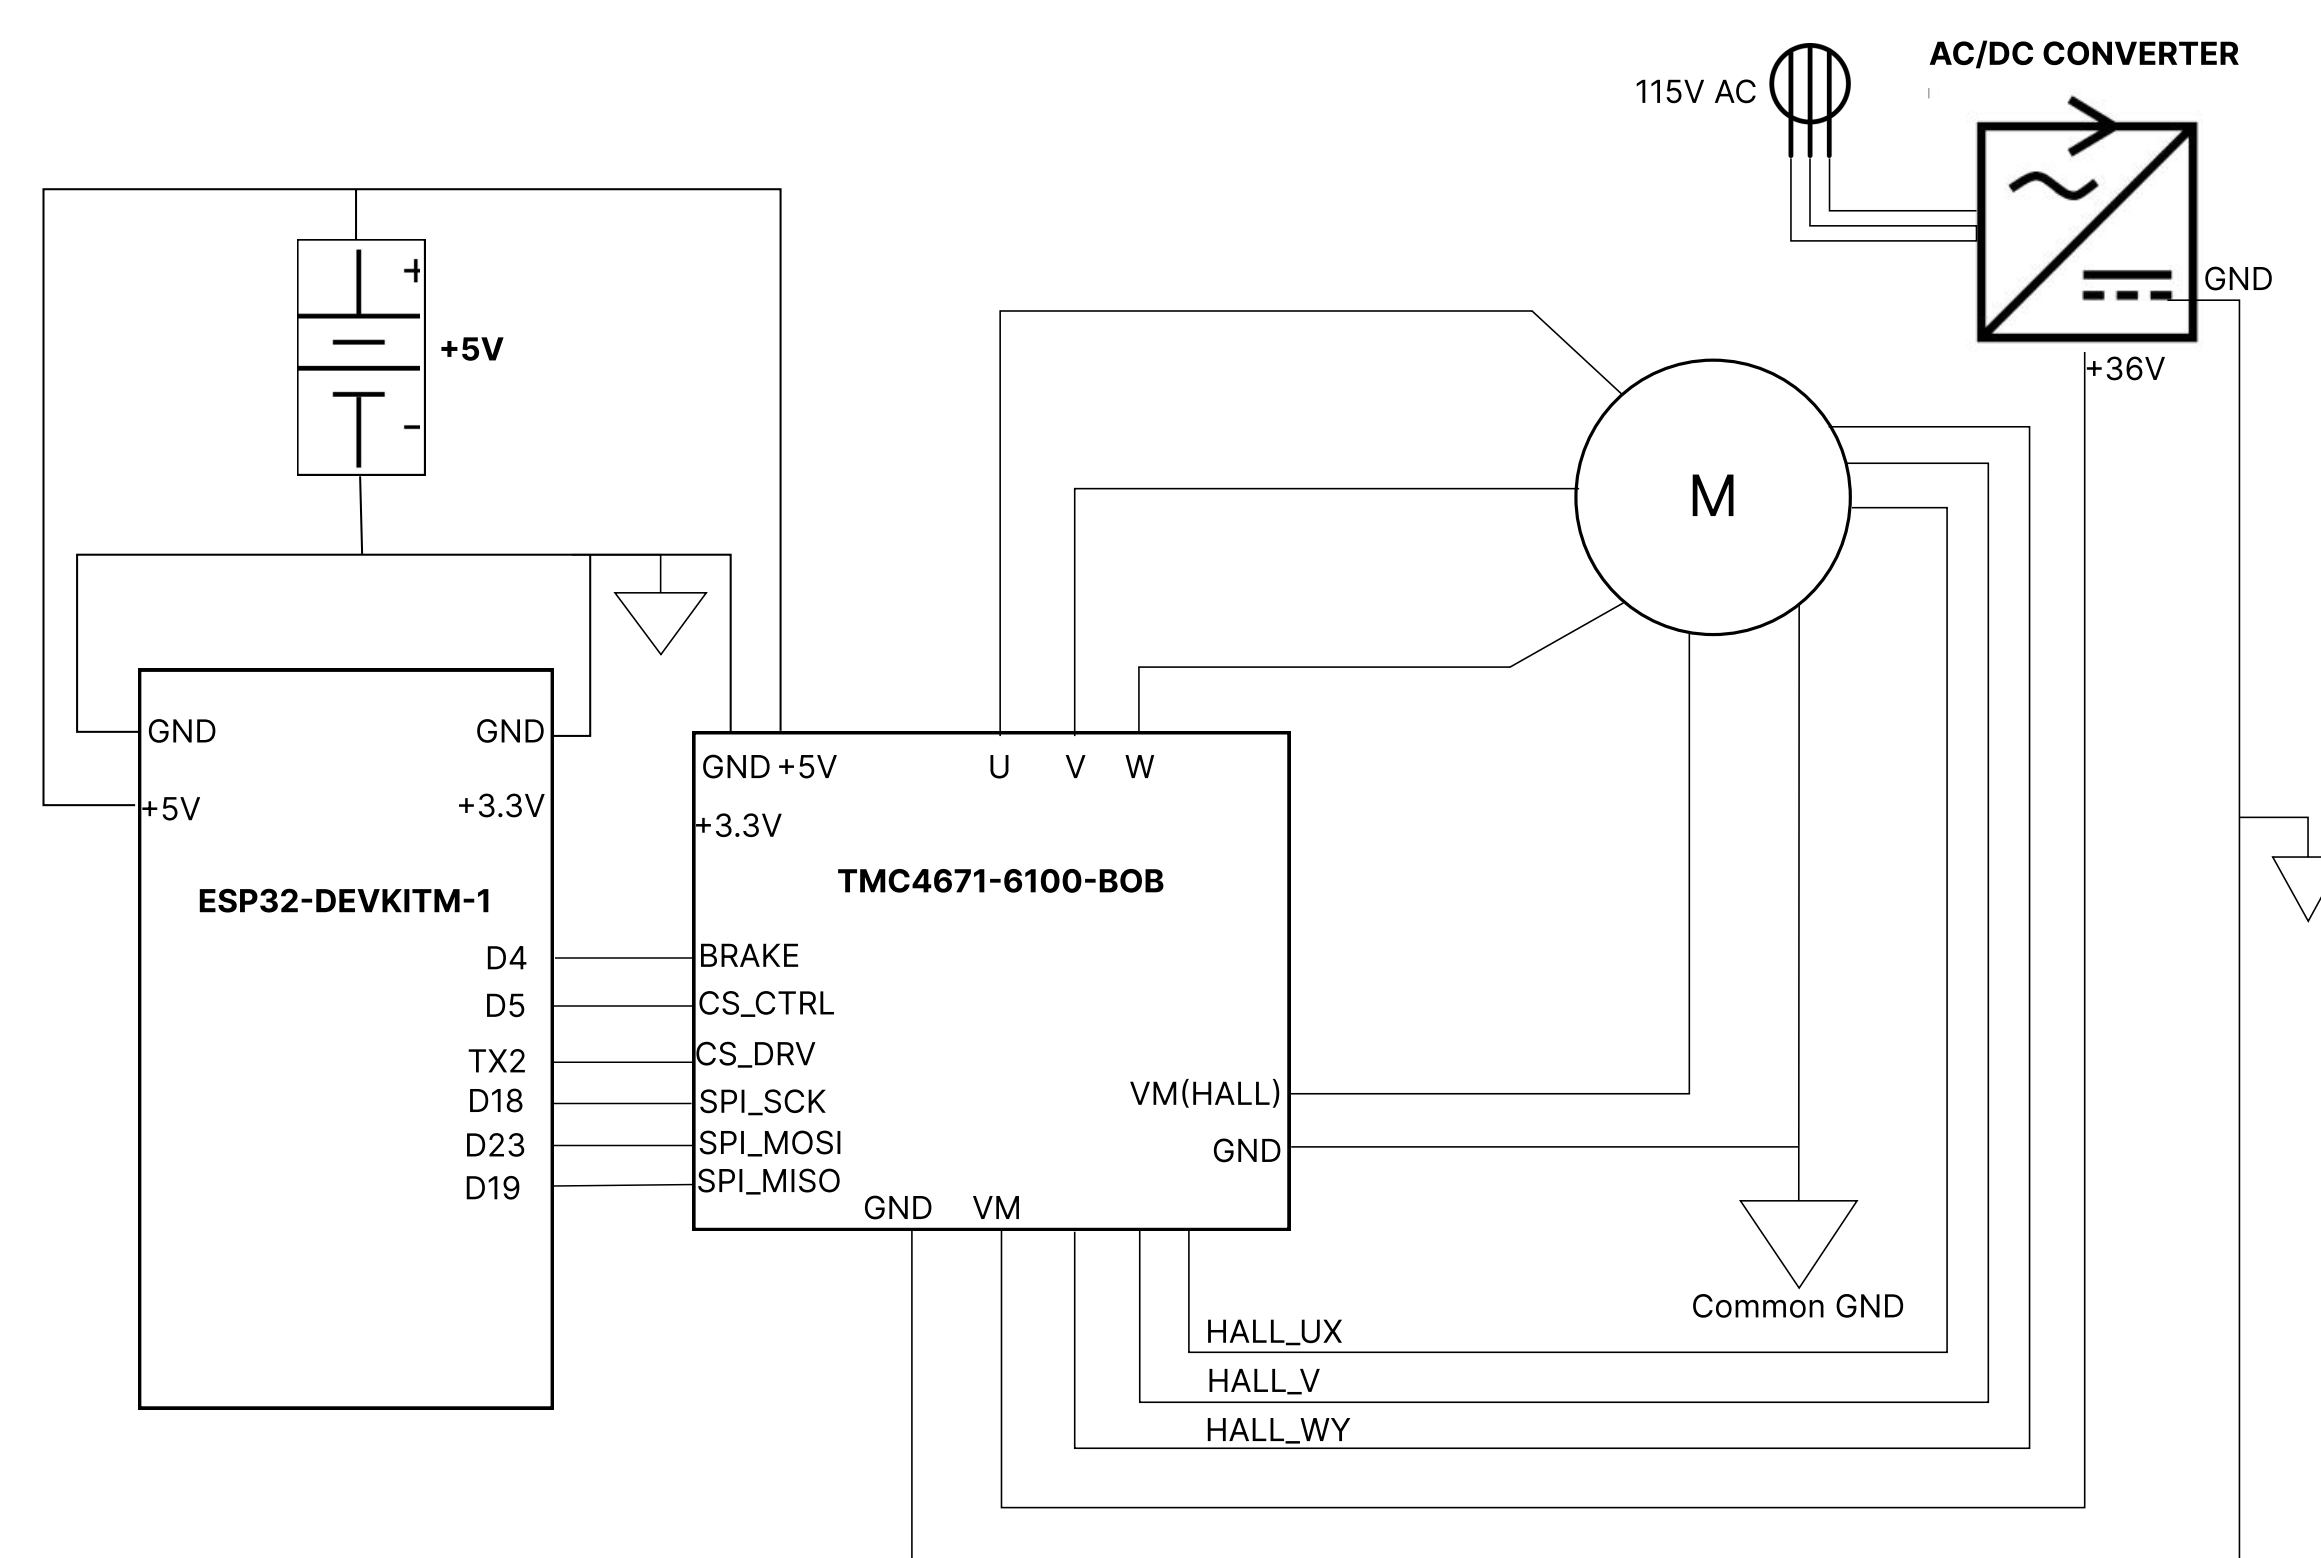 AC/DC CONVERTER
115V AC
GND
+
+5V
-
+36V
M
GND
GND
GND +5V
U
V
W
+5V
+3.3V
+3.3V
TMC4671-6100-BOB
ESP32-DEVKITM-1
D4
BRAKE
D5
CS_CTRL
TX2
CS_DRV
D18
SPI_SCK
VM(HALL)
D23
SPI_MOSI
GND
D19
SPI_MISO
GND
VM
Common GND
HALL_UX
HALL_V
HALL_WY